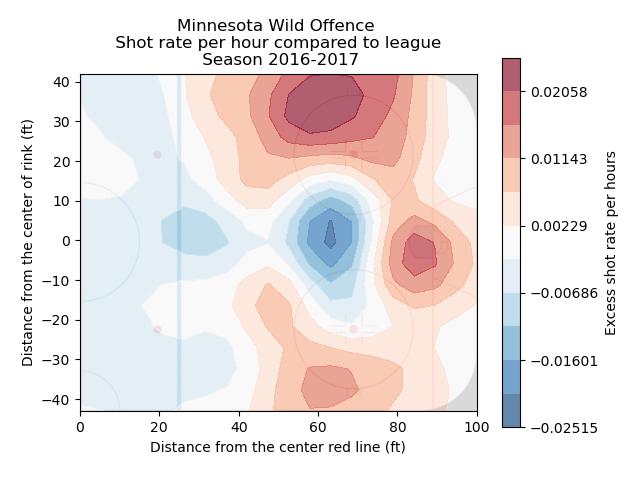 Minnesota Wild Offence
Shot rate per hour compared to league
Season 2016-2017
Distance from the center of rink (ft)
40
30
20
10
0
−10
−20
−30
−40
0 20 40 60 80 100
Distance from the center red line (ft)
0.02058
0.01143
0.00229
−0.00686
−0.01601
−0.02515
Excess shot rate per hours